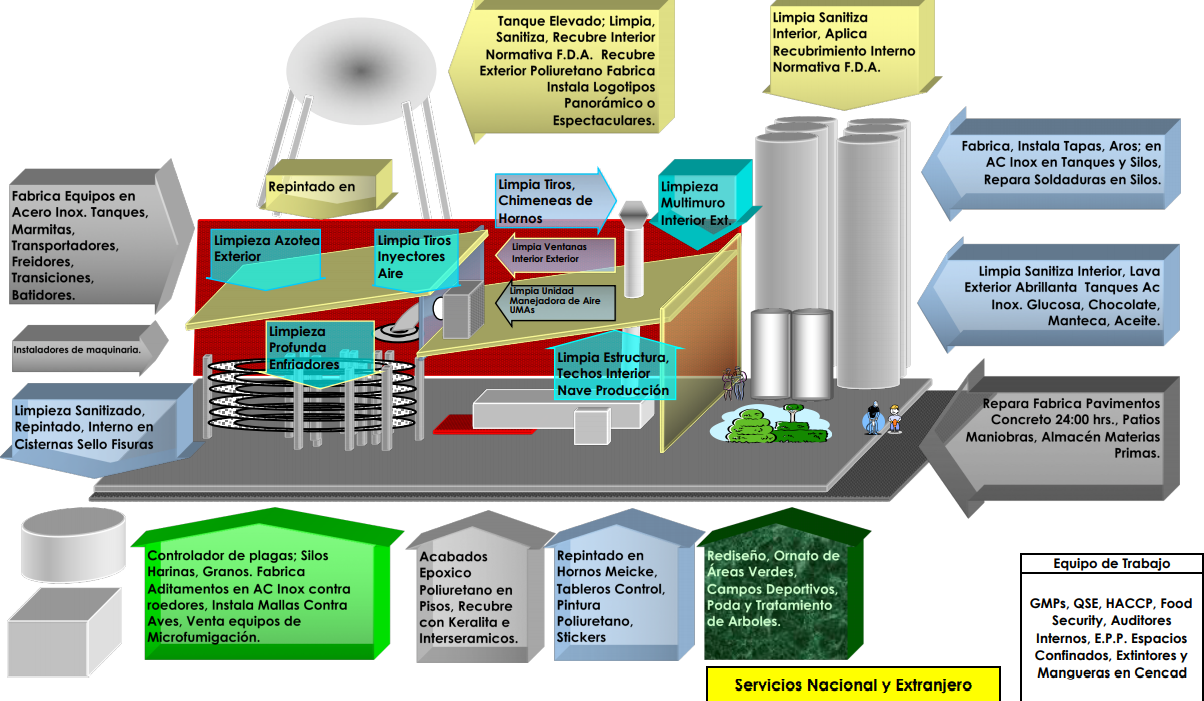 Tanque Elevado; Limpia,
Sanitiza, Recubre Interior
Normativa F.D.A.  Recubre
Exterior Poliuretano Fabrica
Instala Logotipos
Panorámico o
Espectaculares.
Limpia Sanitiza
Interior, Aplica
Recubrimiento Interno
Normativa F.D.A.
Fabrica, Instala Tapas, Aros; en
AC Inox en Tanques y Silos,
Repara Soldaduras en Silos.
Repintado en
Limpia Tiros,
Chimeneas de
Hornos
Limpieza
Multimuro
Interior Ext.
Fabrica Equipos en
Acero Inox. Tanques,
Marmitas,
Transportadores,
Freidores,
Transiciones,
Batidores.
Limpieza Azotea
Exterior
Limpia Tiros
Inyectores
Aire
Limpia Ventanas
Interior Exterior
Limpia Unidad
Manejadora de Aire
UMAs
Limpia Sanitiza Interior, Lava
Exterior Abrillanta  Tanques Ac
Inox. Glucosa, Chocolate,
Manteca, Aceite.
Instaladores de maquinaria.
Limpieza
Profunda
Enfriadores
Limpia Estructura,
Techos Interior
Nave Producción
Limpieza Sanitizado,
Repintado, Interno en
Cisternas Sello Fisuras
Repara Fabrica Pavimentos
Concreto 24:00 hrs., Patios
Maniobras, Almacén Materias
Primas.
Controlador de plagas; Silos
Harinas, Granos. Fabrica
Aditamentos en AC Inox contra
roedores, Instala Mallas Contra
Aves, Venta equipos de
Microfumigación.
Acabados
Epoxico
Poliuretano en
Pisos, Recubre
con Keralita e
Interseramicos.
Repintado en
Hornos Meicke,
Tableros Control,
Pintura
Poliuretano,
Stickers
Rediseño, Ornato de
Áreas Verdes,
Campos Deportivos,
Poda y Tratamiento
de Arboles.
Equipo de Trabajo
GMPs, QSE, HACCP, Food
Security, Auditores
Internos, E.P.P. Espacios
Confinados, Extintores y
Mangueras en Cencad
Servicios Nacional y Extranjero